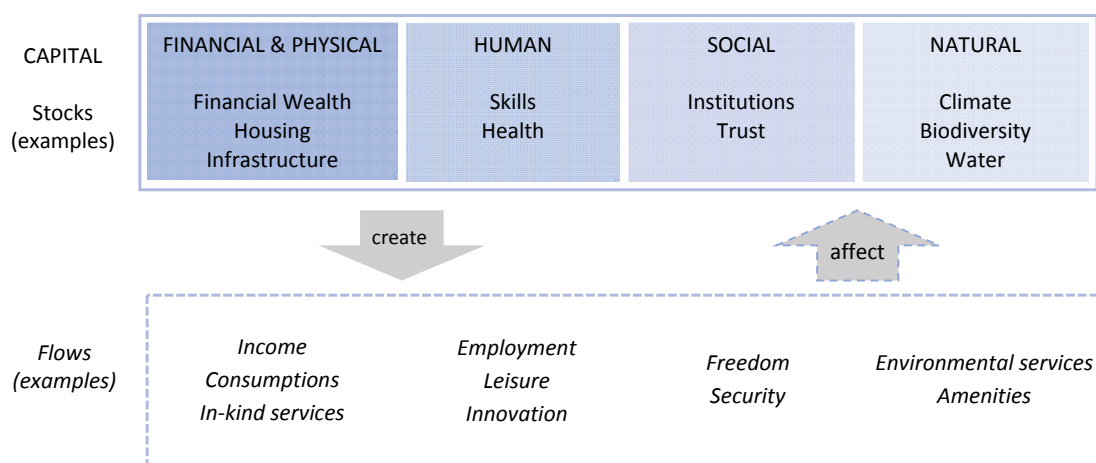 CAPITAL
Stocks
(examples)
FINANCIAL & PHYSICAL
Financial Wealth
Housing
Infrastructure
HUMAN
Skills
Health
SOCIAL
Institutions
Trust
NATURAL
Climate
Biodiversity
Water
create
affect
Flows
(examples)
Income
Consumptions
In-kind services
Employment
Leisure
Innovation
Freedom
Security
Environmental services
Amenities